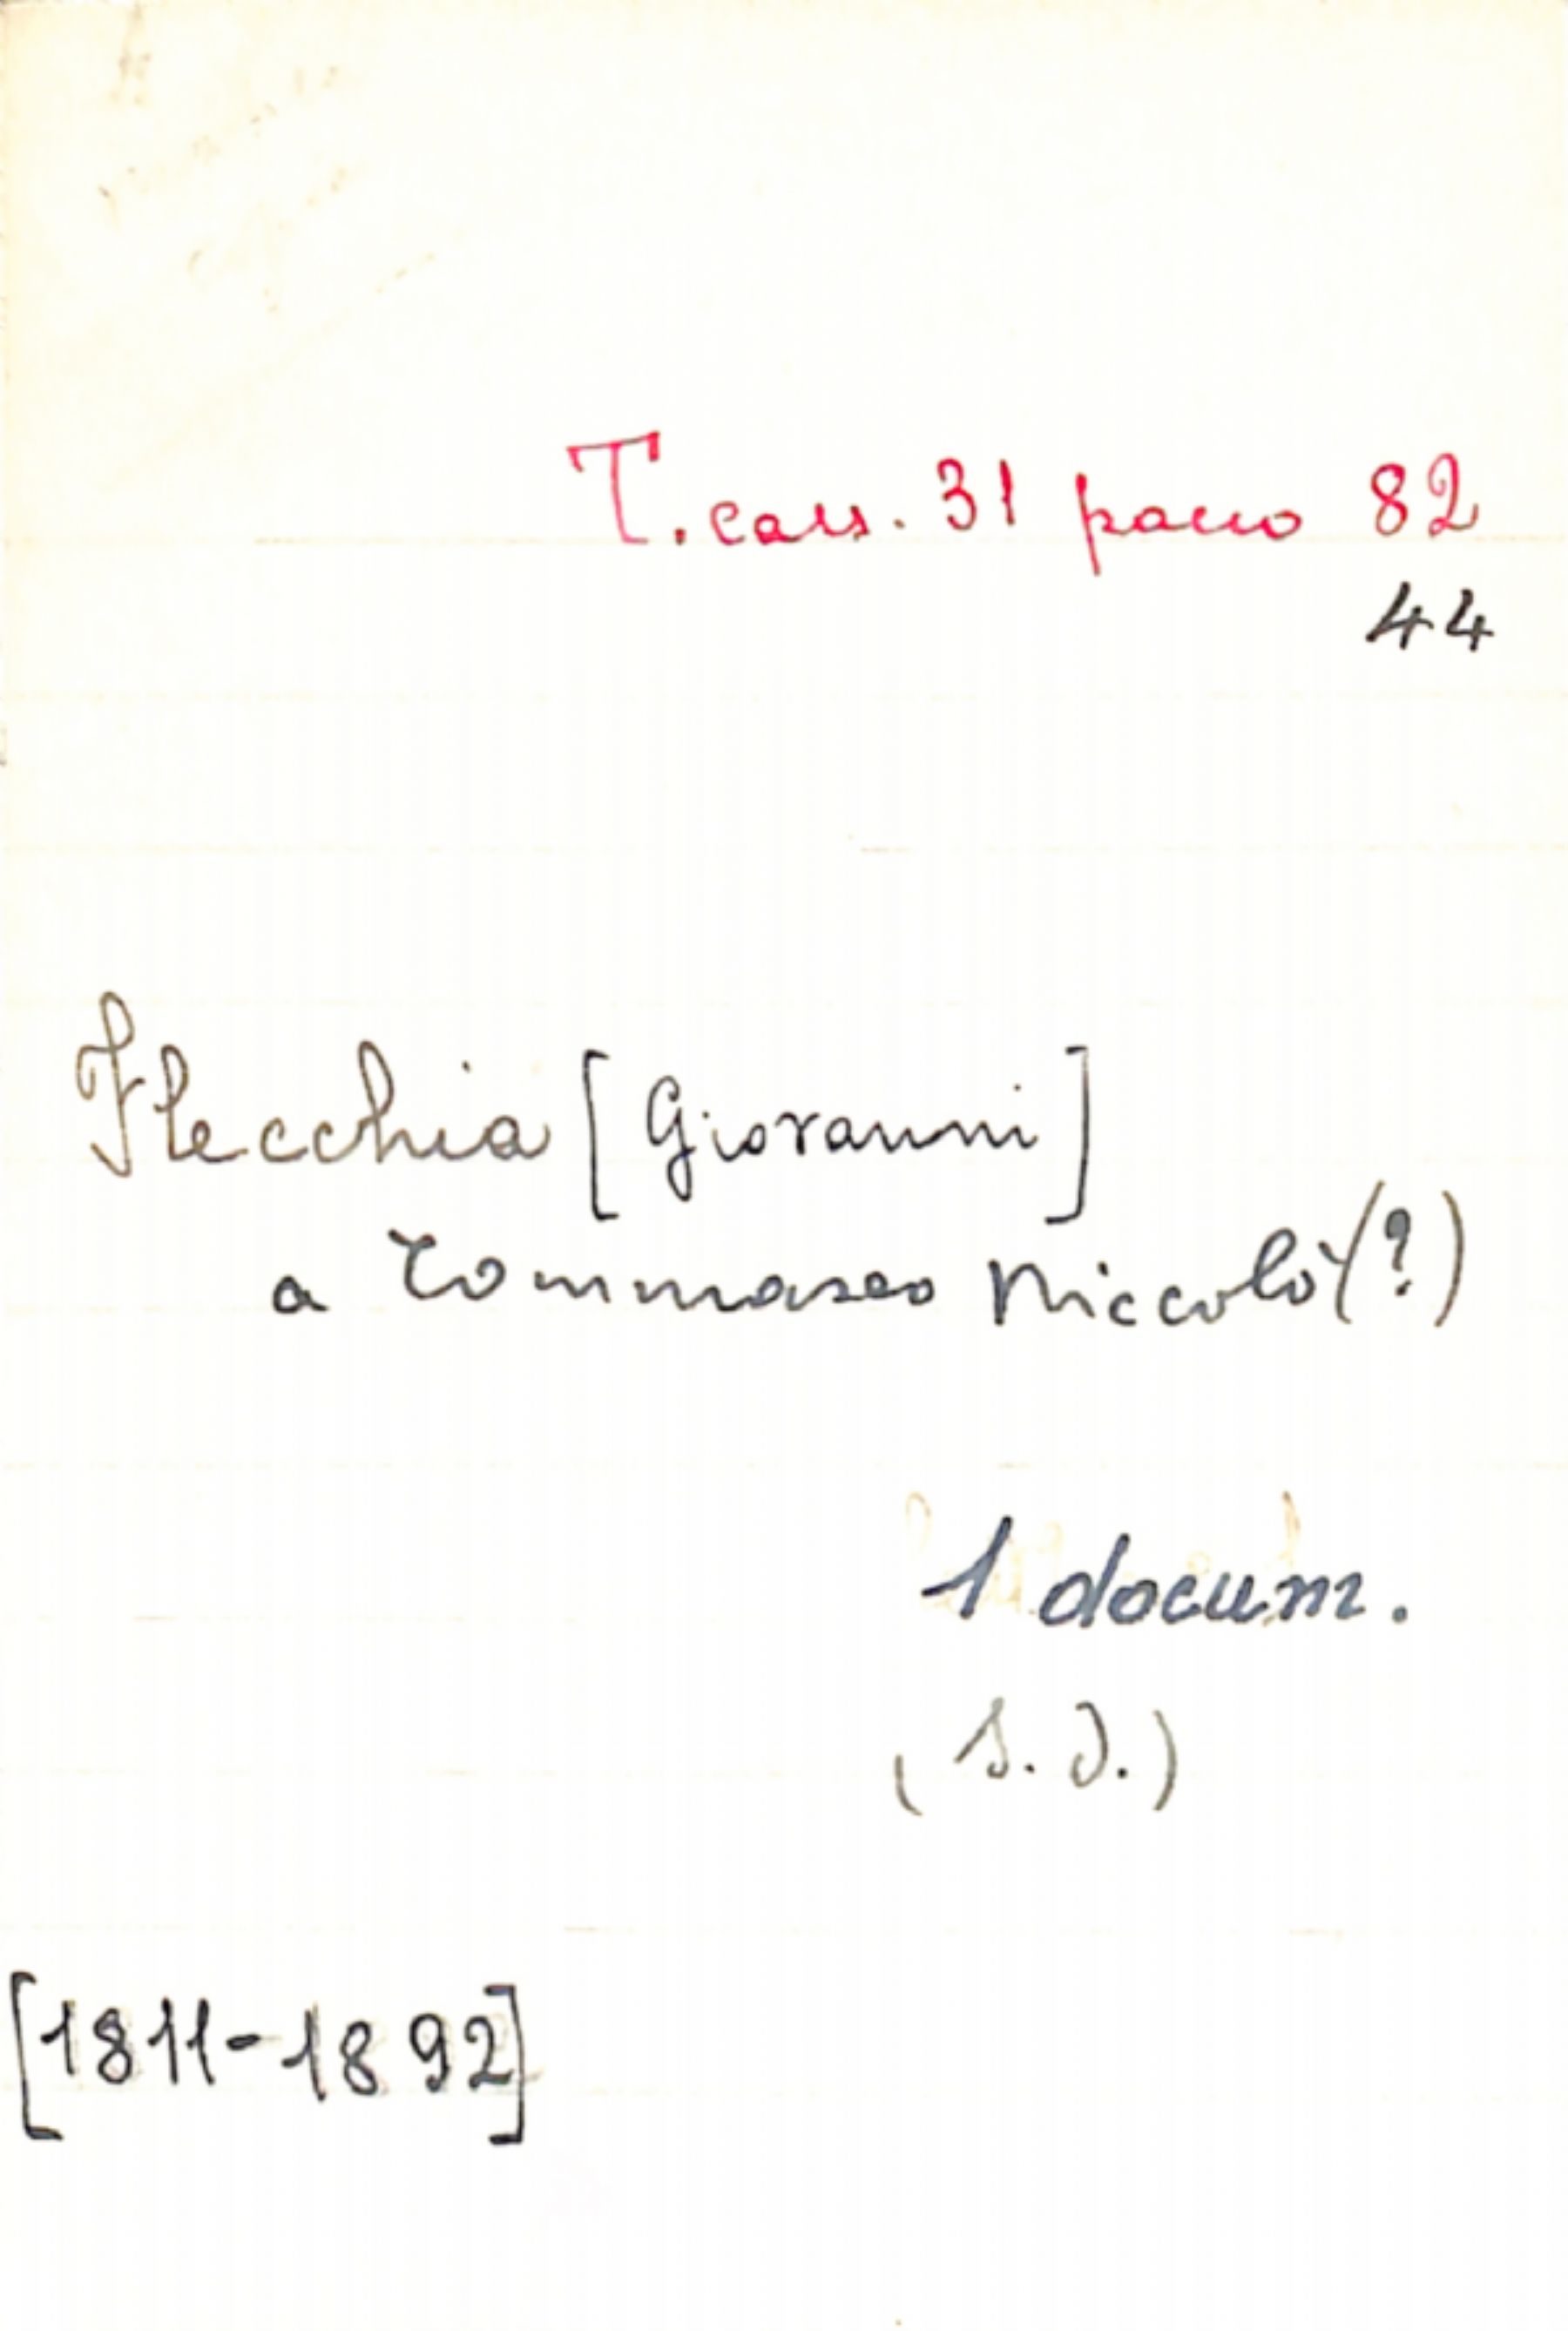 T. cass. 31 pacco 82
44
Flecchia [Giovanni]
a Tommaseo Niccolò (?)
1 docum.
(s.d.)
[1811-1892]